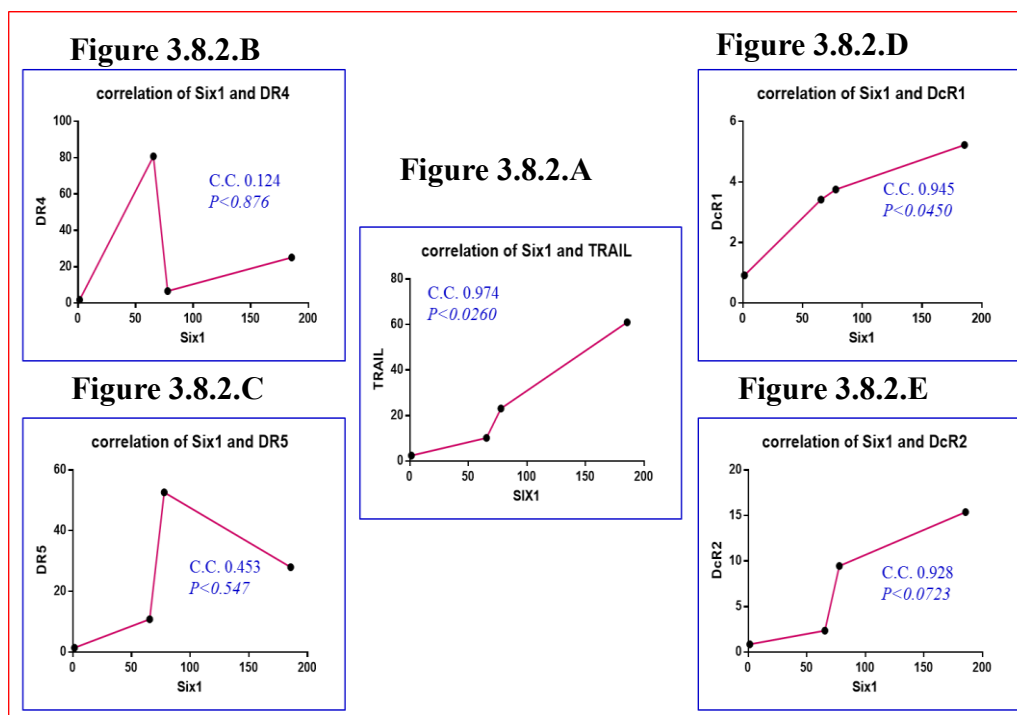 Figure 3.8.2.B
correlation of Six1 and DR4
100
80
60
40
20
0
DR4
C.C. 0.124
P<0.876
0 50 100 150 200
Six1
Figure 3.8.2.C
correlation of Six1 and DR5
60
40
20
0
DR5
C.C. 0.453
P<0.547
0 50 100 150 200
Six1
Figure 3.8.2.A
correlation of Six1 and TRAIL
80
60
40
20
0
TRAIL
C.C. 0.974
P<0.0260
0 50 100 150 200
SIX1
Figure 3.8.2.D
correlation of Six1 and DcR1
6
4
2
0
DcR1
C.C. 0.945
P<0.0450
0 50 100 150 200
Six1
Figure 3.8.2.E
correlation of Six1 and DcR2
20
15
10
5
0
DcR2
C.C. 0.928
P<0.0723
0 50 100 150 200
Six1